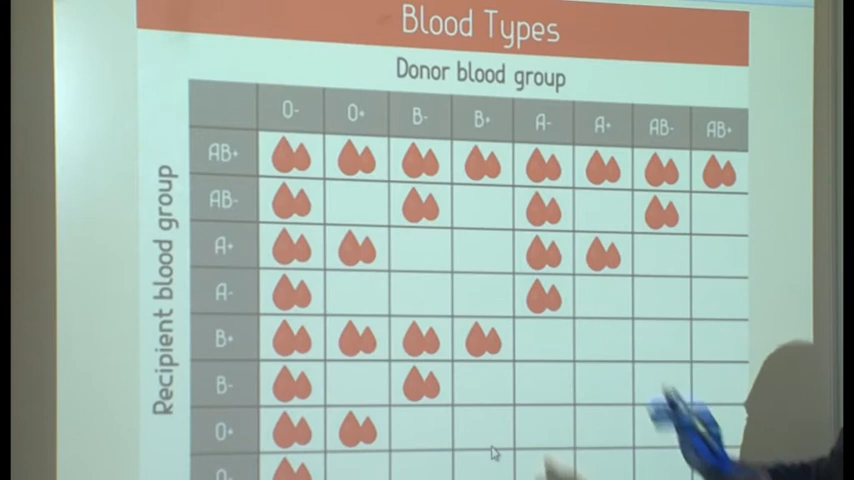 Blood Types
Donor blood group
O- O+ B- B+ A- A+ AB- AB+
Recipient blood group
AB+
AB-
A+
A-
B+
B-
O+
O-